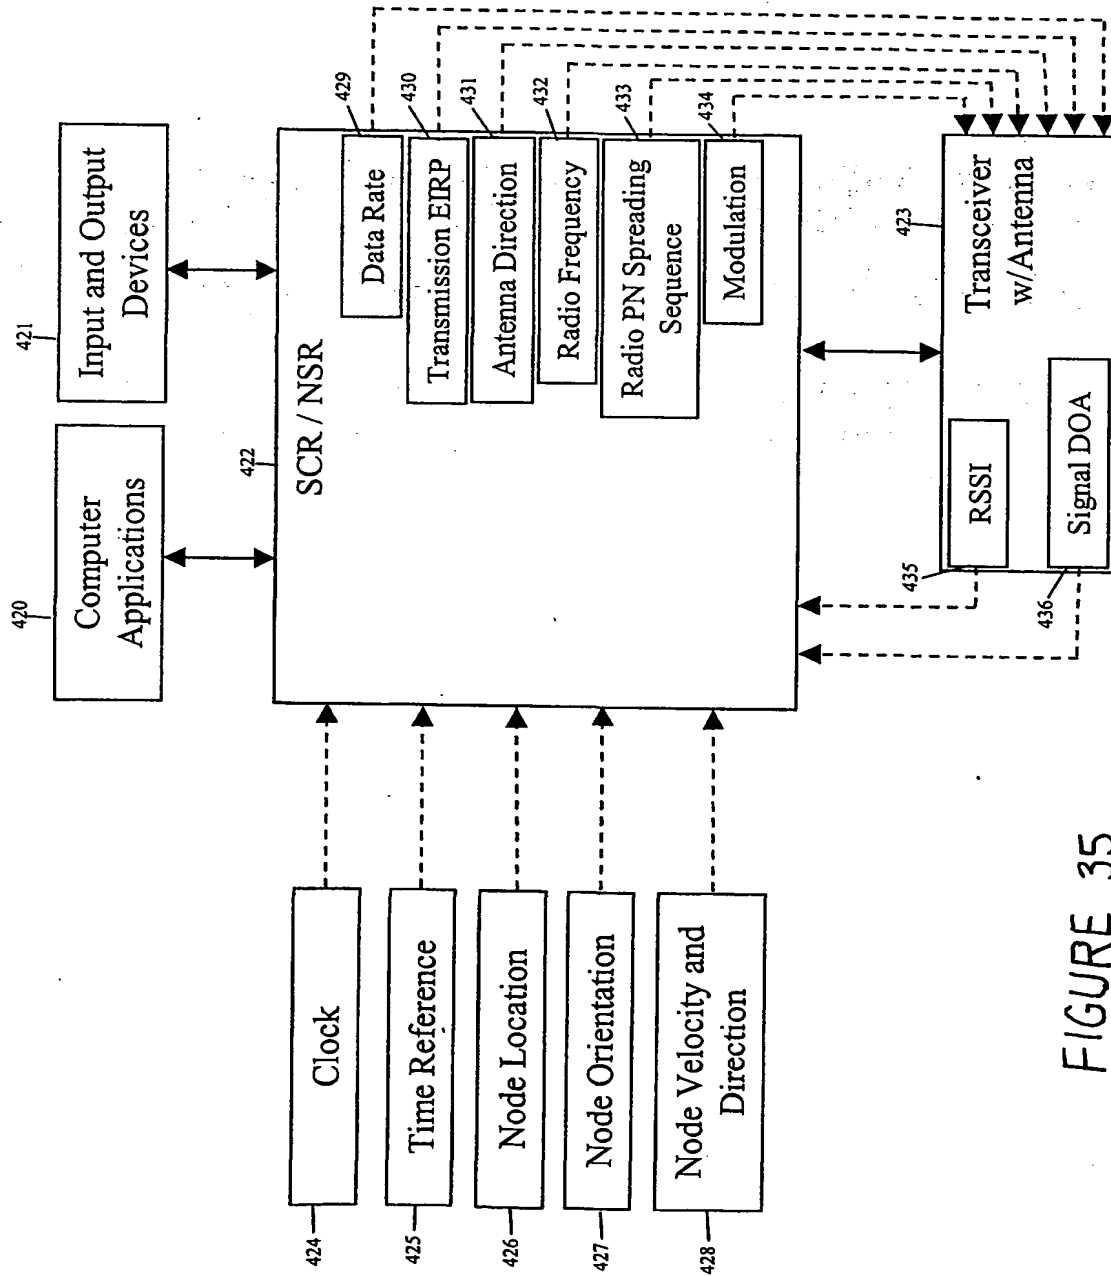 420
Computer
Applications
421
Input and Output
Devices
422
SCR / NSR
Data Rate
429
Transmission EIRP
430
Antenna Direction
431
Radio Frequency
432
Radio PN Spreading
Sequence
433
Modulation
434
424
Clock
425
Time Reference
426
Node Location
427
Node Orientation
428
Node Velocity and
Direction
423
Transceiver
w/Antenna
RSSI
435
Signal DOA
436
FIGURE 35